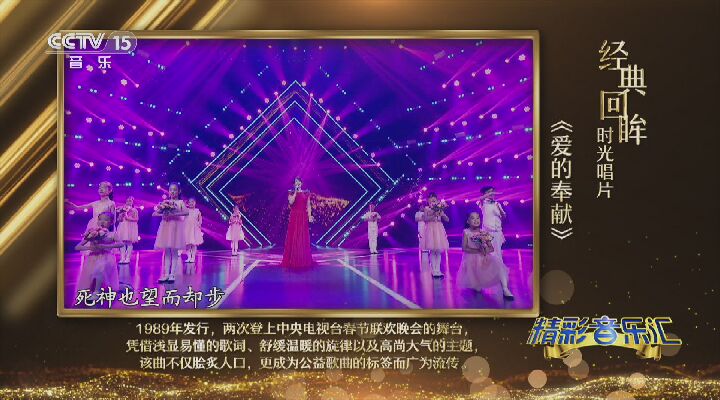 CCTV 15
音乐
经典回眸
时光唱片
《爱的奉献》
死神也望而却步
1989年发行，两次登上中央电视台春节联欢晚会的舞台，
凭借浅显易懂的歌词、舒缓温暖的旋律以及高尚大气的主题，
该曲不仅脍炙人口，更成为公益歌曲的标签而广为流传。
精彩音乐汇